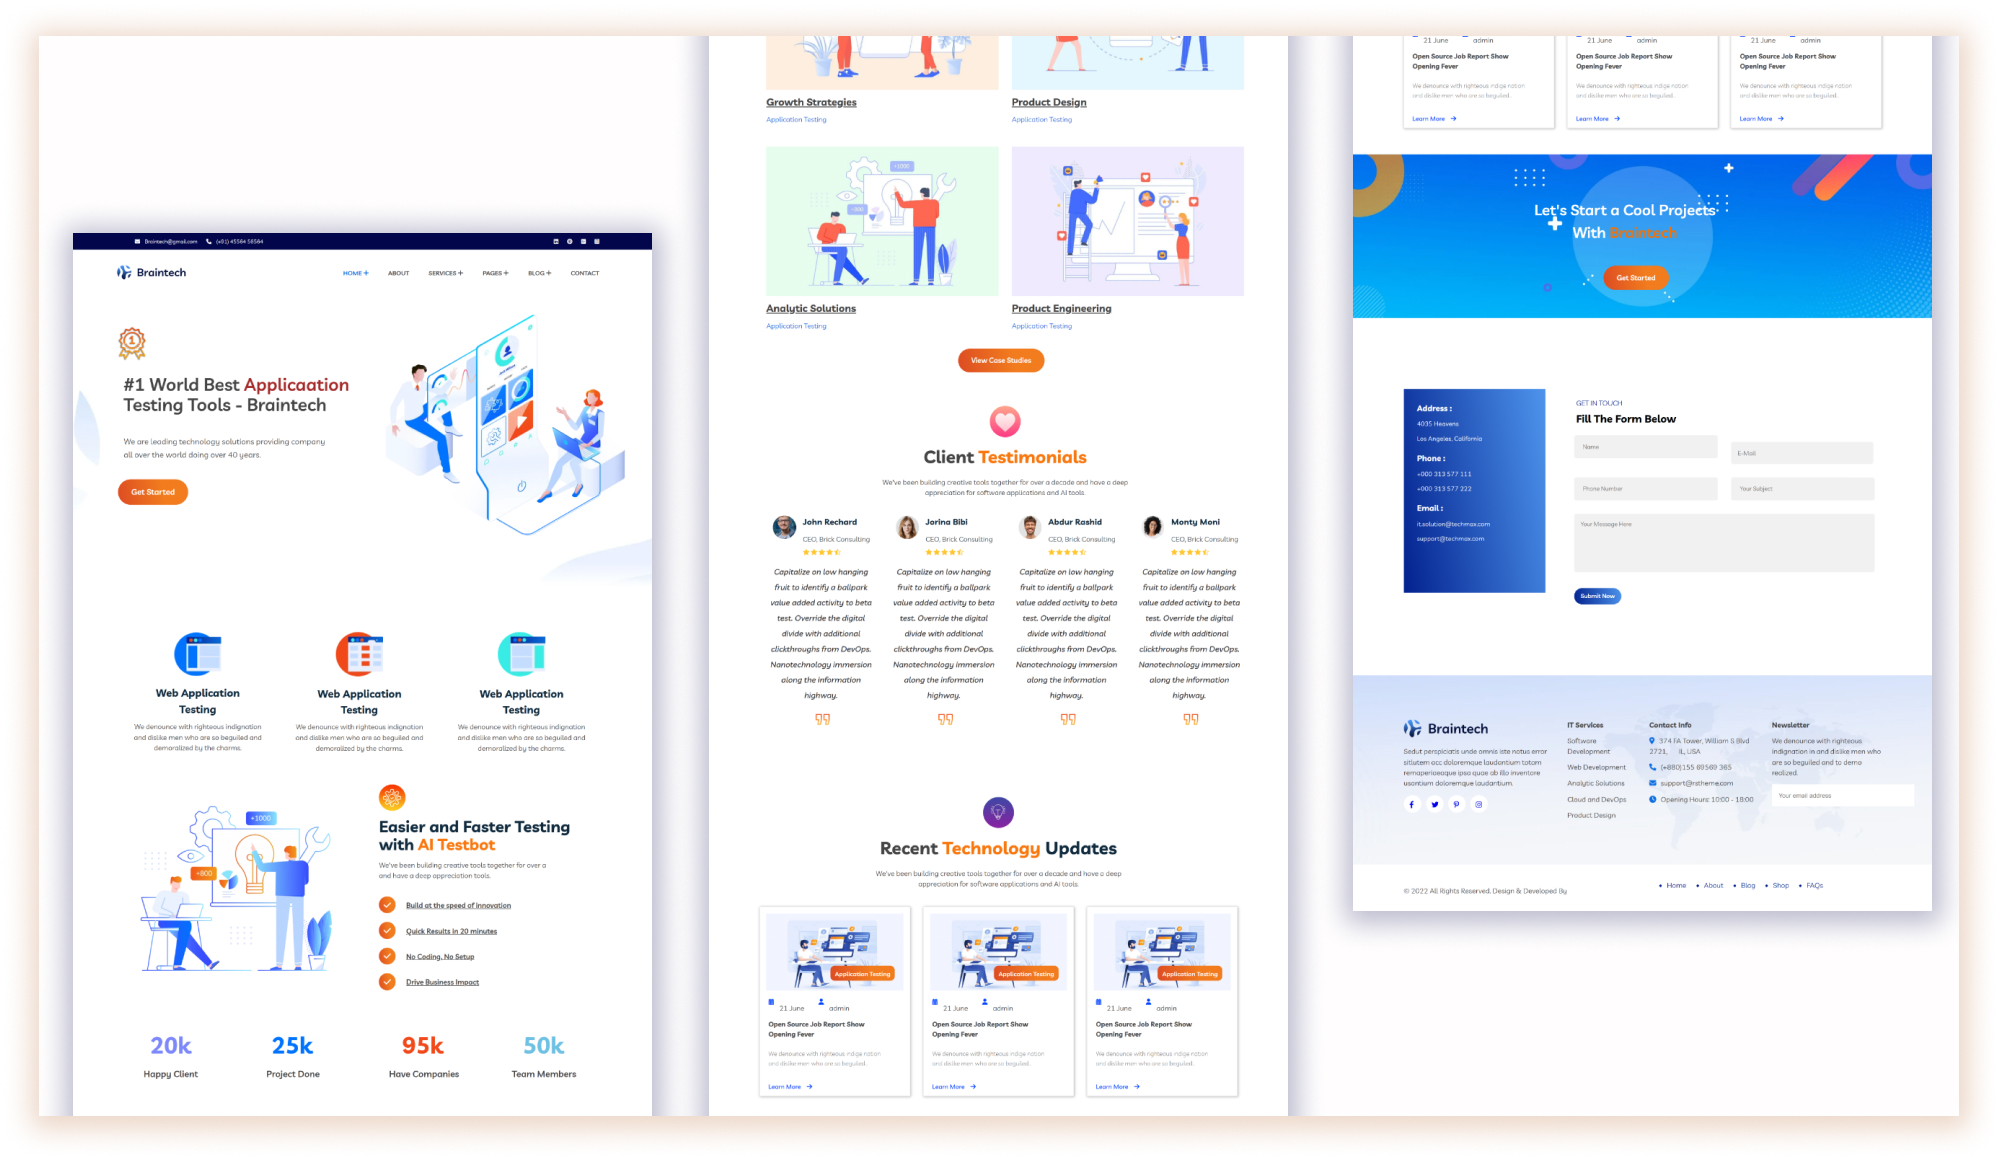 Braintech@gmail.com (+01) 45564 58564
Braintech
HOME + ABOUT SERVICES + PAGES + BLOG + CONTACT
1
#1 World Best Applicaation
Testing Tools - Braintech
We are leading technology solutions providing company
all over the world doing over 40 years.
Get Started
Web Application
Testing
We denounce with righteous indignation
and dislike men who are so beguiled and
demoralized by the charms.
Web Application
Testing
We denounce with righteous indignation
and dislike men who are so beguiled and
demoralized by the charms.
Web Application
Testing
We denounce with righteous indignation
and dislike men who are so beguiled and
demoralized by the charms.
+1000
+800
Easier and Faster Testing
with AI Testbot
We've been building creative tools together for over a
and have a deep appreciation tools.
Build at the speed of innovation
Quick Results in 20 minutes
No Coding, No Setup
Drive Business Impact
20k
Happy Client
25k
Project Done
95k
Have Companies
50k
Team Members
Growth Strategies
Application Testing
Product Design
Application Testing
+1000
+800
Analytic Solutions
Application Testing
Product Engineering
Application Testing
View Case Studies
Client Testimonials
We've been building creative tools together for over a decade and have a deep
appreciation for software applications and AI tools.
John Rechard
CEO, Brick Consulting
Capitalize on low hanging
fruit to identify a ballpark
value added activity to beta
test. Override the digital
divide with additional
clickthroughs from DevOps.
Nanotechnology immersion
along the information
highway.
Jorina Bibi
CEO, Brick Consulting
Capitalize on low hanging
fruit to identify a ballpark
value added activity to beta
test. Override the digital
divide with additional
clickthroughs from DevOps.
Nanotechnology immersion
along the information
highway.
Abdur Rashid
CEO, Brick Consulting
Capitalize on low hanging
fruit to identify a ballpark
value added activity to beta
test. Override the digital
divide with additional
clickthroughs from DevOps.
Nanotechnology immersion
along the information
highway.
Monty Moni
CEO, Brick Consulting
Capitalize on low hanging
fruit to identify a ballpark
value added activity to beta
test. Override the digital
divide with additional
clickthroughs from DevOps.
Nanotechnology immersion
along the information
highway.
Recent Technology Updates
We've been building creative tools together for over a decade and have a deep
appreciation for software applications and AI tools.
Application Testing
21 June admin
Open Source Job Report Show
Opening Fever
We denounce with righteous indige nation
and dislike men who are so beguiled.
Learn More
Application Testing
21 June admin
Open Source Job Report Show
Opening Fever
We denounce with righteous indige nation
and dislike men who are so beguiled.
Learn More
Application Testing
21 June admin
Open Source Job Report Show
Opening Fever
We denounce with righteous indige nation
and dislike men who are so beguiled.
Learn More
21 June admin
Open Source Job Report Show
Opening Fever
We denounce with righteous indige nation
and dislike men who are so beguiled.
Learn More
21 June admin
Open Source Job Report Show
Opening Fever
We denounce with righteous indige nation
and dislike men who are so beguiled.
Learn More
21 June admin
Open Source Job Report Show
Opening Fever
We denounce with righteous indige nation
and dislike men who are so beguiled.
Learn More
Let's Start a Cool Projects
With Braintech
Get Started
Address :
4035 Heavens
Los Angeles, California
Phone :
+000 313 577 111
+000 313 577 222
Email :
it.solution@techmax.com
support@techmax.com
GET IN TOUCH
Fill The Form Below
Name
E-Mail
Phone Number
Your Subject
Your Message Here
Submit Now
Braintech
Sedut perspiciatis unde omnis iste natus error
sitlutem acc doloremque laudantium totam
remaperioeaque ipsa quae ab illo inventore
usantium doloremque laudantium.
IT Services
Software
Development
Web Development
Analytic Solutions
Cloud and DevOps
Product Design
Contact Info
374 FA Tower, William S Blvd
2721, IL, USA
(+880)155 69569 365
support@rstheme.com
Opening Hours: 10:00 - 18:00
Newsletter
We denounce with righteous
indignation in and dislike men who
are so beguiled and to demo
realized.
Your email address
© 2022 All Rights Reserved. Design & Developed By
• Home • About • Blog • Shop • FAQs